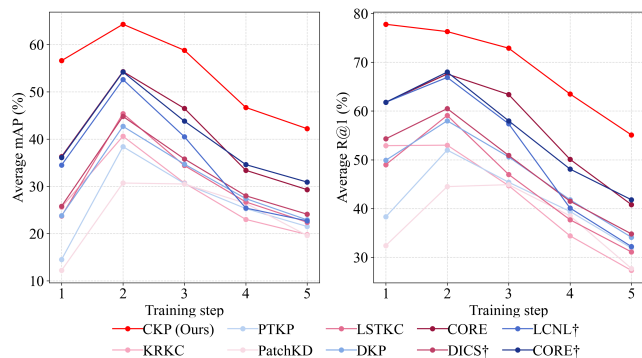 Average mAP (%)
60
50
40
30
20
10
1 2 3 4 5
Training step
Average R@1 (%)
80
70
60
50
40
30
1 2 3 4 5
Training step
CKP (Ours) PTKP LSTKC CORE LCNL†
KRKC PatchKD DKP DICS† CORE†